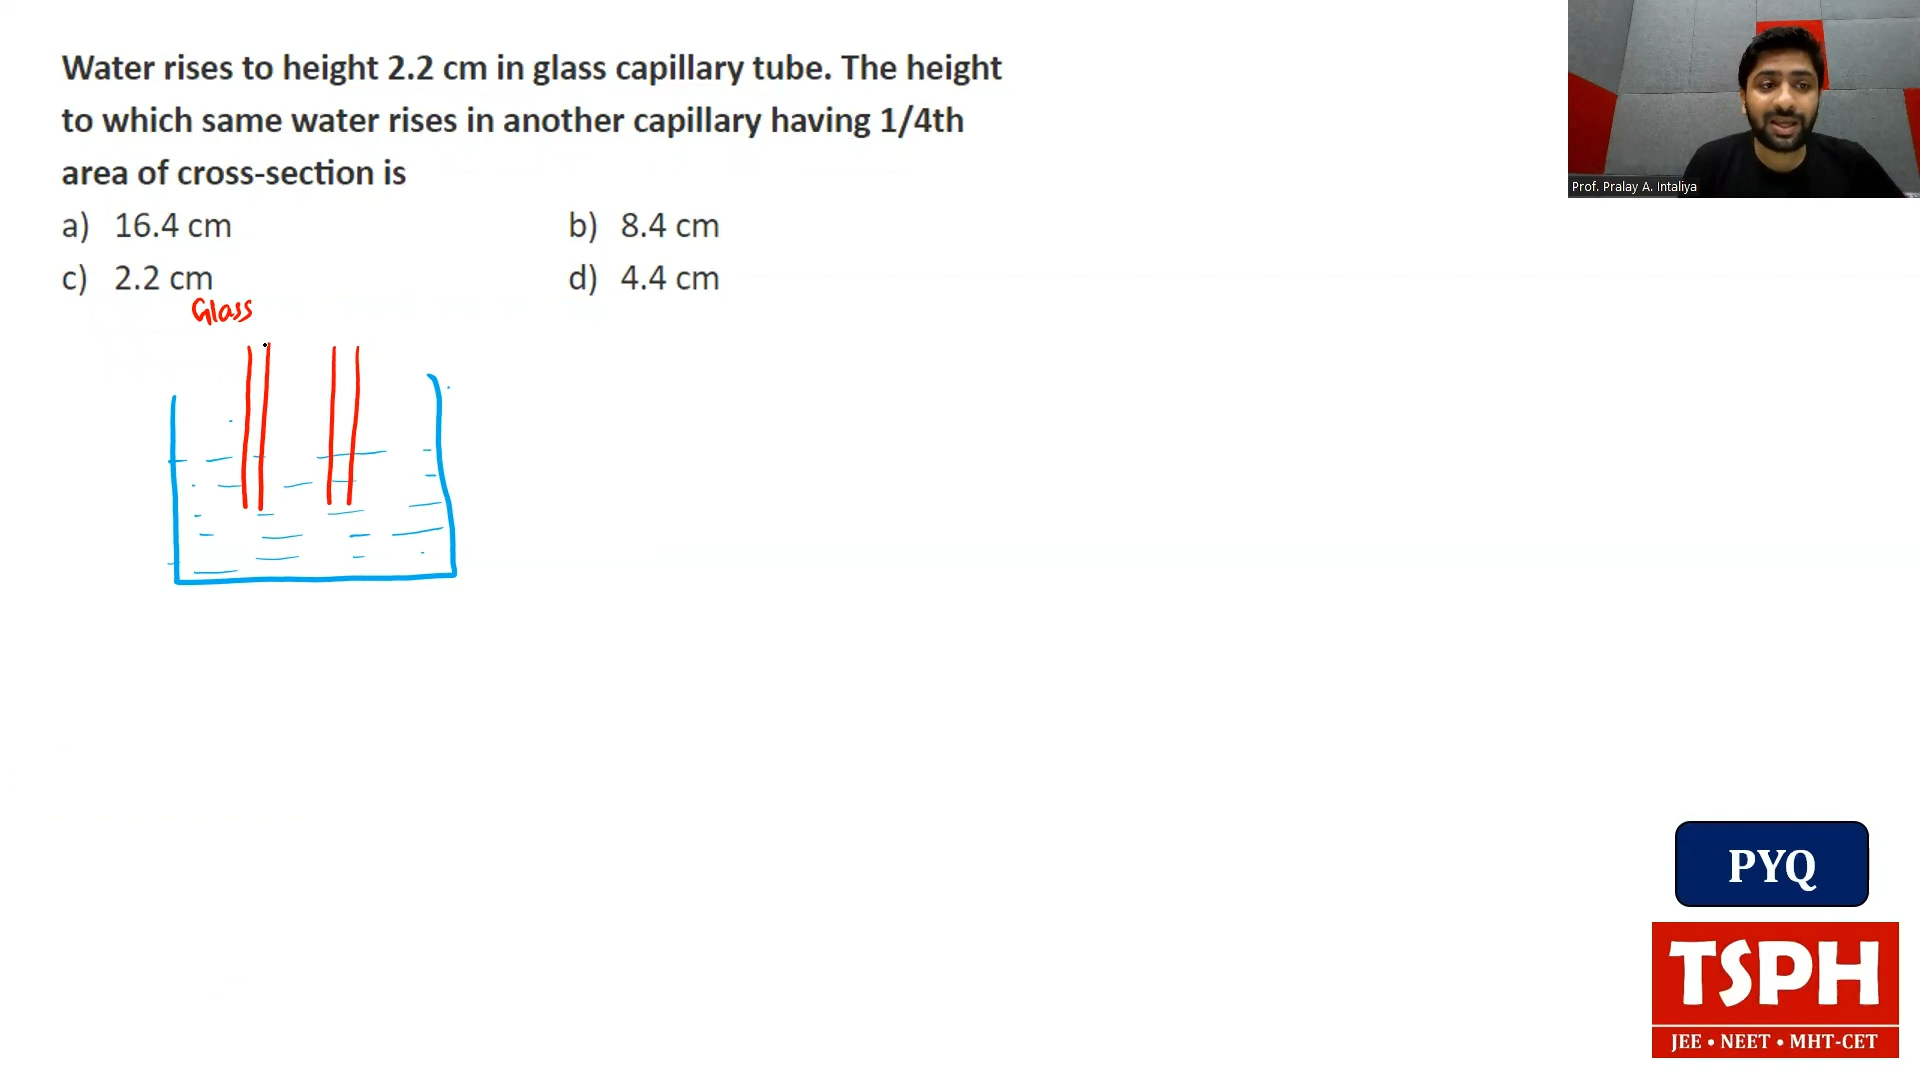 Water rises to height 2.2 cm in glass capillary tube. The height
to which same water rises in another capillary having 1/4th
area of cross-section is
a) 16.4 cm b) 8.4 cm
c) 2.2 cm d) 4.4 cm
Glass
Prof. Pralay A. Intaliya
PYQ
TSPH
JEE • NEET • MHT-CET